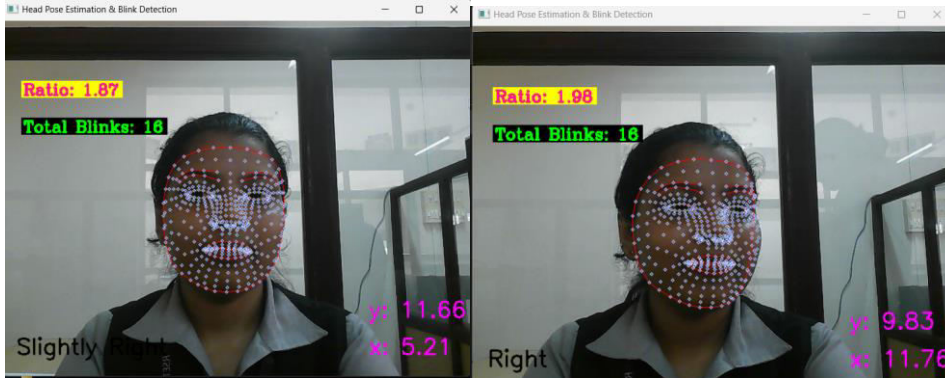 Head Pose Estimation & Blink Detection
Ratio: 1.87
Total Blinks: 16
y: 11.66
x: 5.21
Slightly Right
Head Pose Estimation & Blink Detection
Ratio: 1.98
Total Blinks: 16
y: 9.83
x: 11.76
Right